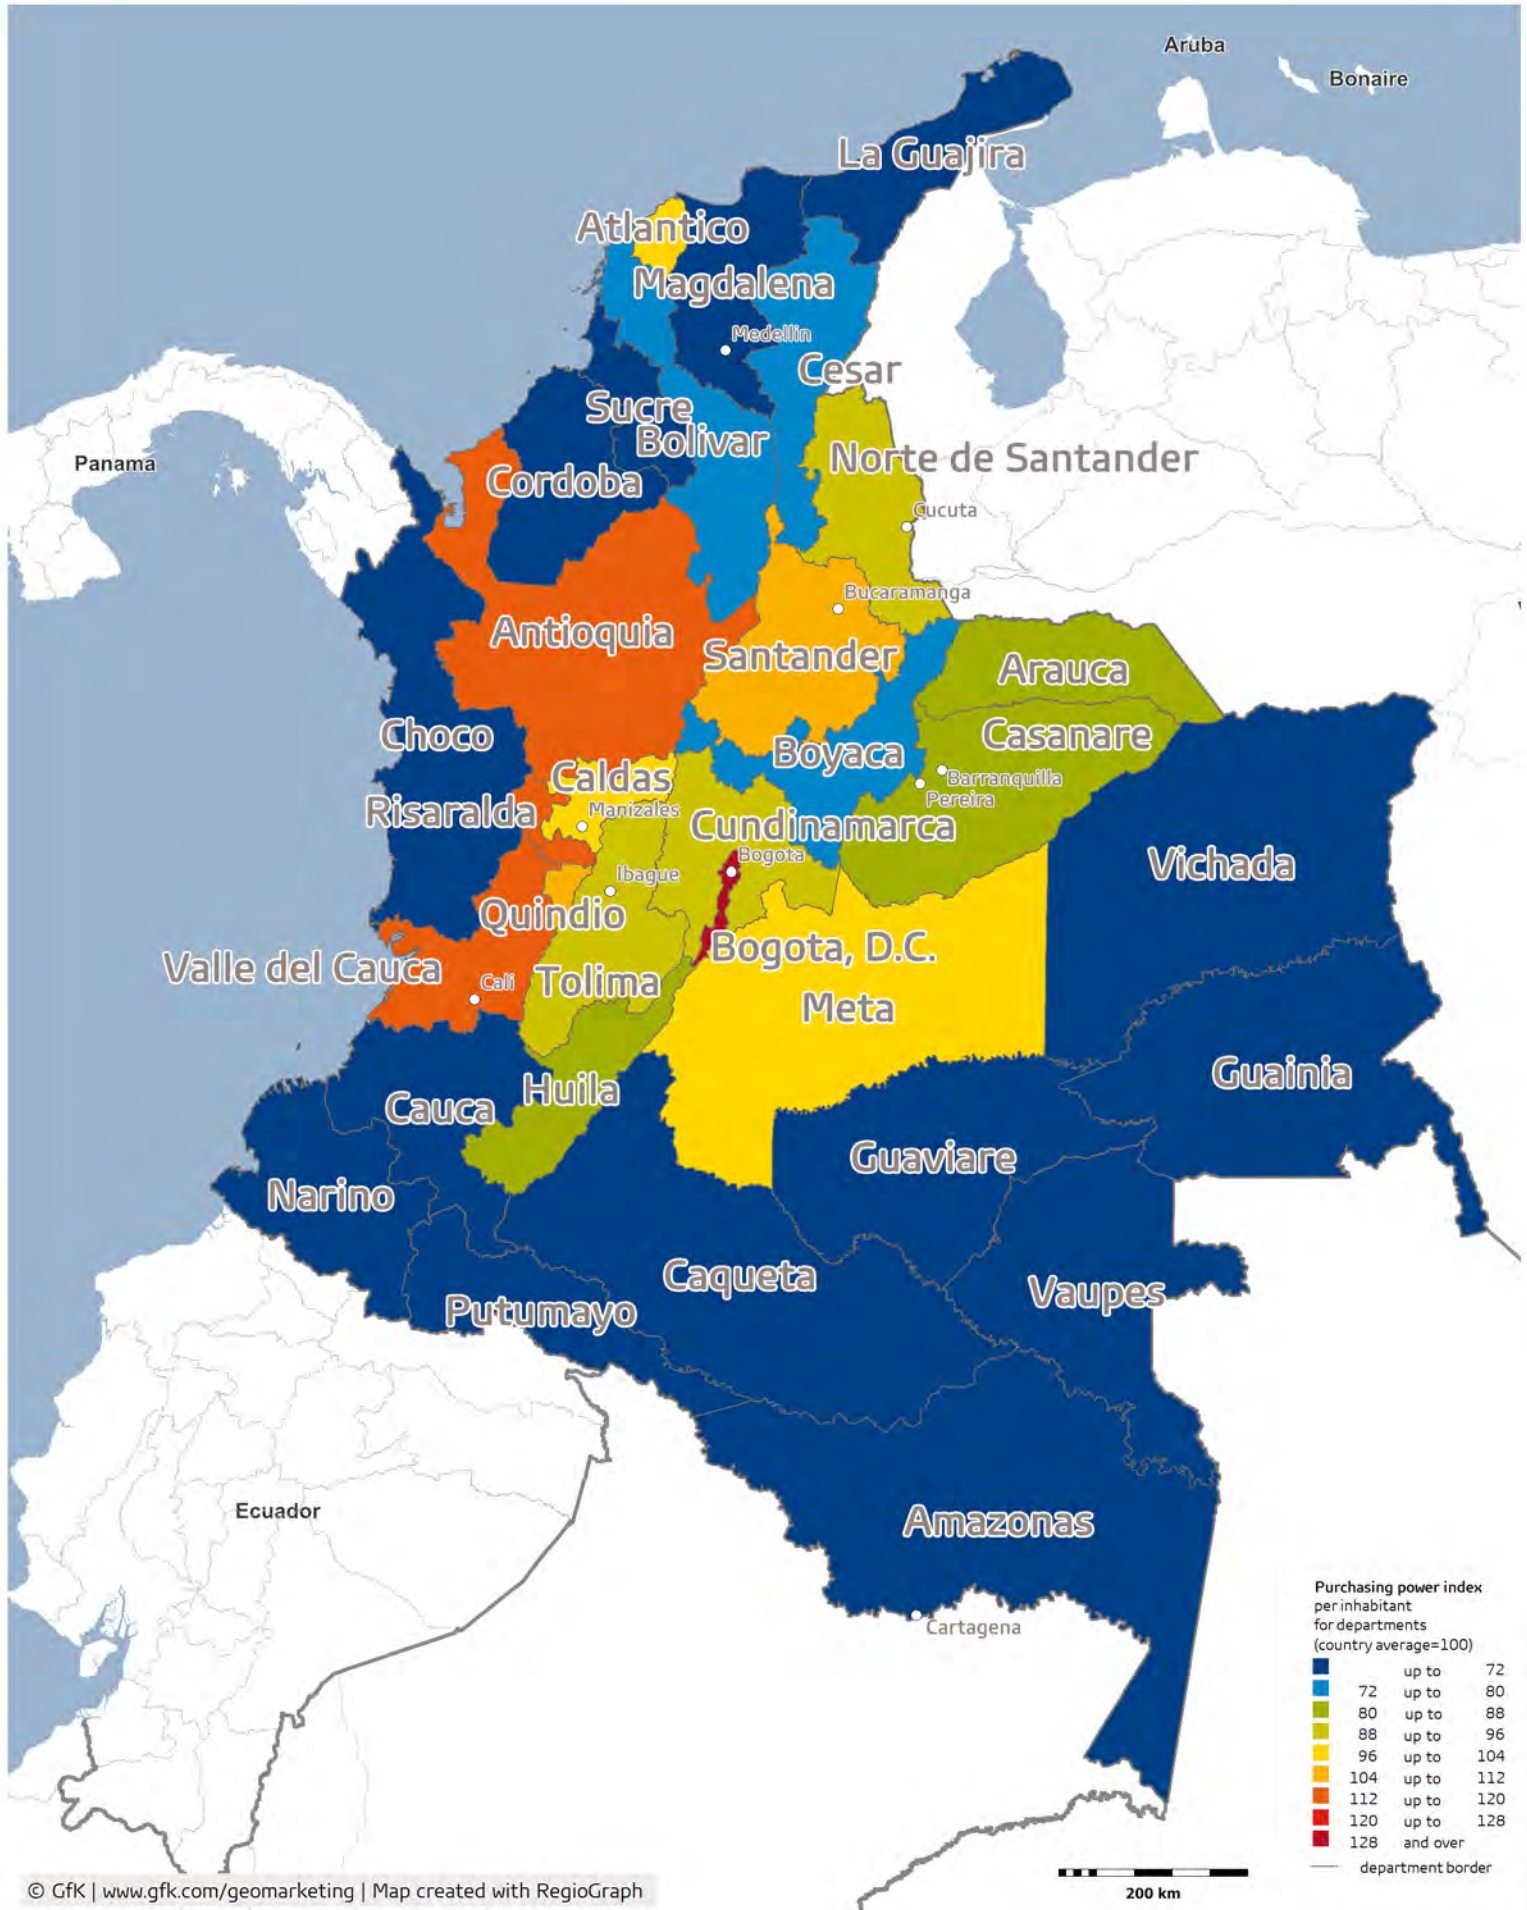 Aruba
Bonaire
La Guajira
Atlantico
Magdalena
Medellin
Cesar
Sucre
Bolivar
Norte de Santander
Panama
Cordoba
Cucuta
Bucaramanga
Antioquia
Santander
Arauca
Choco
Casanare
Boyaca
Caldas
Barranquilla
Pereira
Risaralda
Manizales
Cundinamarca
Bogota
Vichada
Ibague
Quindio
Bogota, D.C.
Valle del Cauca
Cali
Tolima
Meta
Guainia
Huila
Cauca
Guaviare
Narino
Caqueta
Vaupes
Putumayo
Ecuador
Amazonas
Cartagena
Purchasing power index
per inhabitant
for departments
(country average=100)
up to 72
72 up to 80
80 up to 88
88 up to 96
96 up to 104
104 up to 112
112 up to 120
120 up to 128
128 and over
department border
200 km
© GfK | www.gfk.com/geomarketing | Map created with RegioGraph